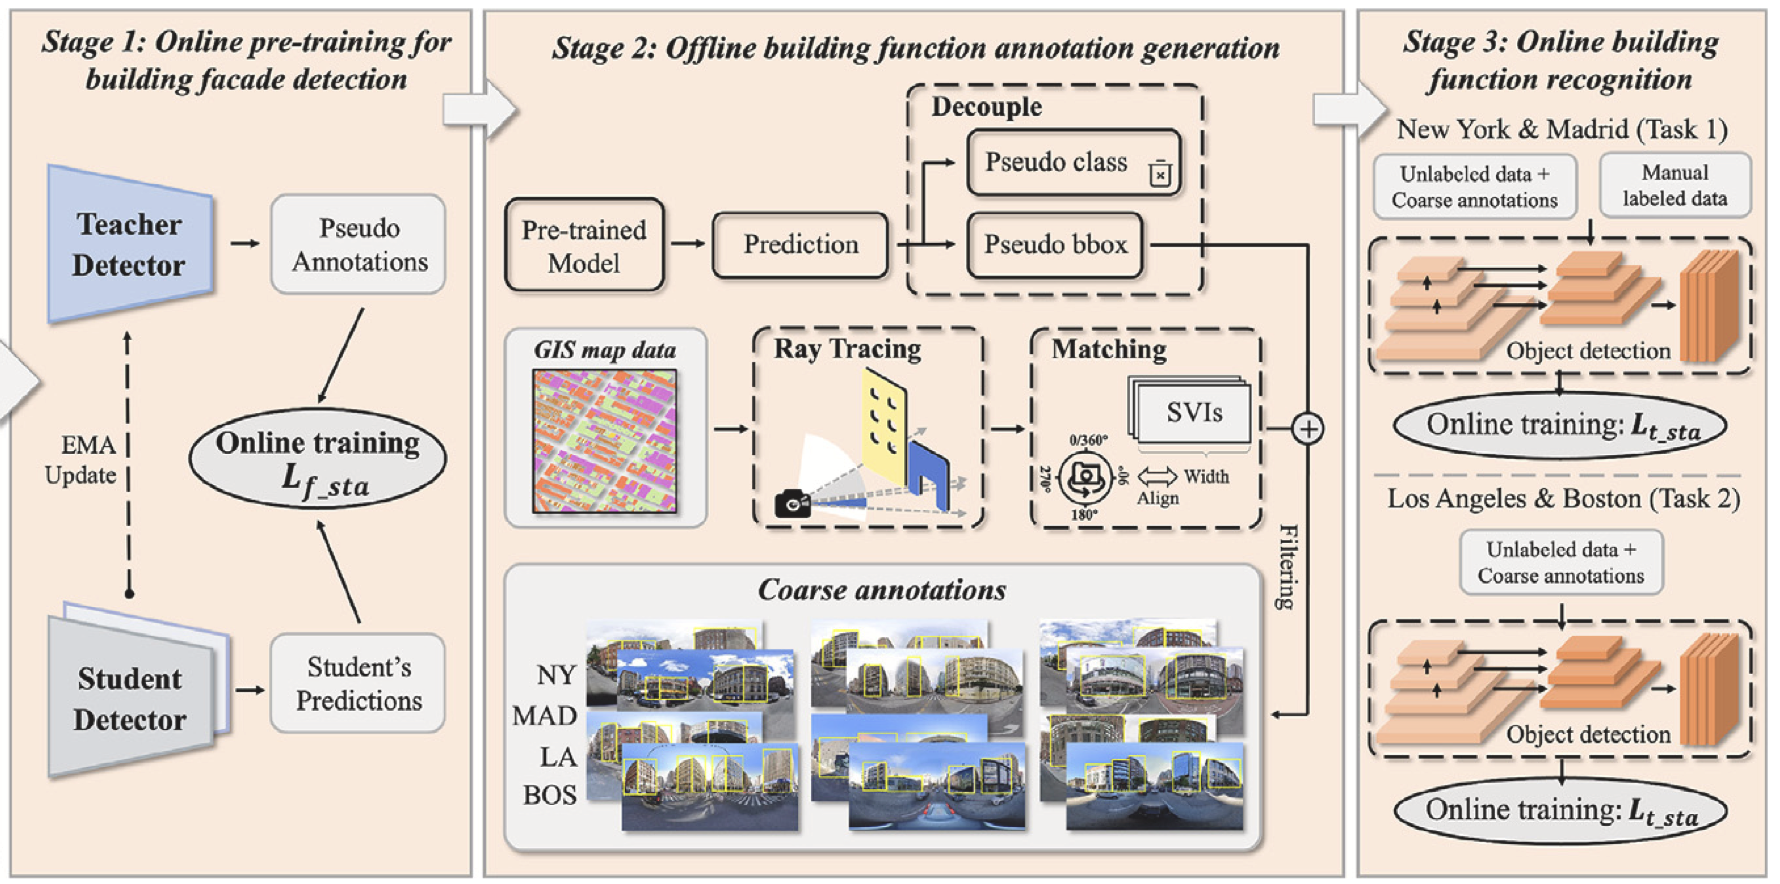 Stage 1: Online pre-training for
building facade detection
Teacher
Detector
Pseudo
Annotations
EMA
Update
Online training
L_{f_sta}
Student
Detector
Student's
Predictions
Stage 2: Offline building function annotation generation
Decouple
Pseudo class
Pre-trained
Model
Prediction
Pseudo bbox
GIS map data
Ray Tracing
Matching
SVIs
0/360°
90°
180°
270°
Width
Align
+
Filtering
Coarse annotations
NY
MAD
LA
BOS
Stage 3: Online building
function recognition
New York & Madrid (Task 1)
Unlabeled data +
Coarse annotations
Manual
labeled data
Object detection
Online training: L_{t_sta}
Los Angeles & Boston (Task 2)
Unlabeled data +
Coarse annotations
Object detection
Online training: L_{t_sta}